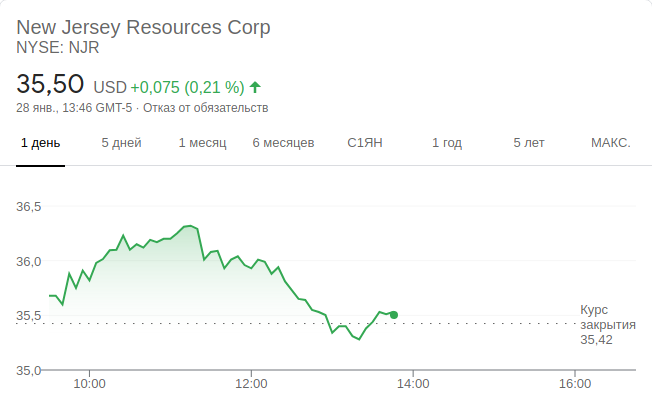 New Jersey Resources Corp
NYSE: NJR
35,50 USD +0,075 (0,21 %)
28 янв., 13:46 GMT-5 · Отказ от обязательств
1 день 5 дней 1 месяц 6 месяцев С1ЯН 1 год 5 лет МАКС.
36,5
36,0
35,5
35,0
Курс
закрытия
35,42
10:00 12:00 14:00 16:00